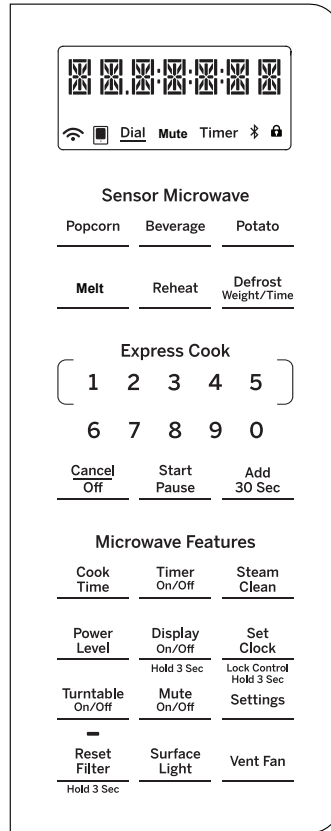 Dial Mute Timer
Sensor Microwave
Popcorn Beverage Potato
Melt Reheat Defrost
Weight/Time
Express Cook
1 2 3 4 5
6 7 8 9 0
Cancel Start Add
Off Pause 30 Sec
Microwave Features
Cook Timer Steam
Time On/Off Clean
Power Display Set
Level On/Off Clock
Hold 3 Sec Lock Control
Hold 3 Sec
Turntable Mute Settings
On/Off On/Off
Reset Surface Vent Fan
Filter Light
Hold 3 Sec